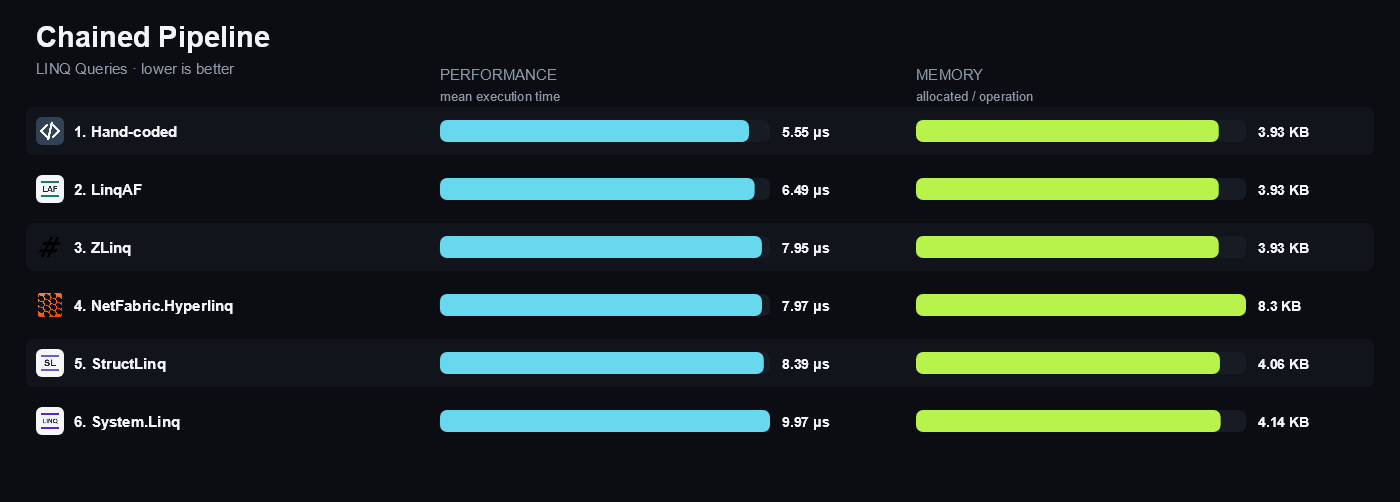 Chained Pipeline
LINQ Queries · lower is better
PERFORMANCE
mean execution time
MEMORY
allocated / operation
1. Hand-coded 5.55 µs 3.93 KB
LAF 2. LinqAF 6.49 µs 3.93 KB
# 3. ZLinq 7.95 µs 3.93 KB
4. NetFabric.Hyperlinq 7.97 µs 8.3 KB
SL 5. StructLinq 8.39 µs 4.06 KB
LINQ 6. System.Linq 9.97 µs 4.14 KB